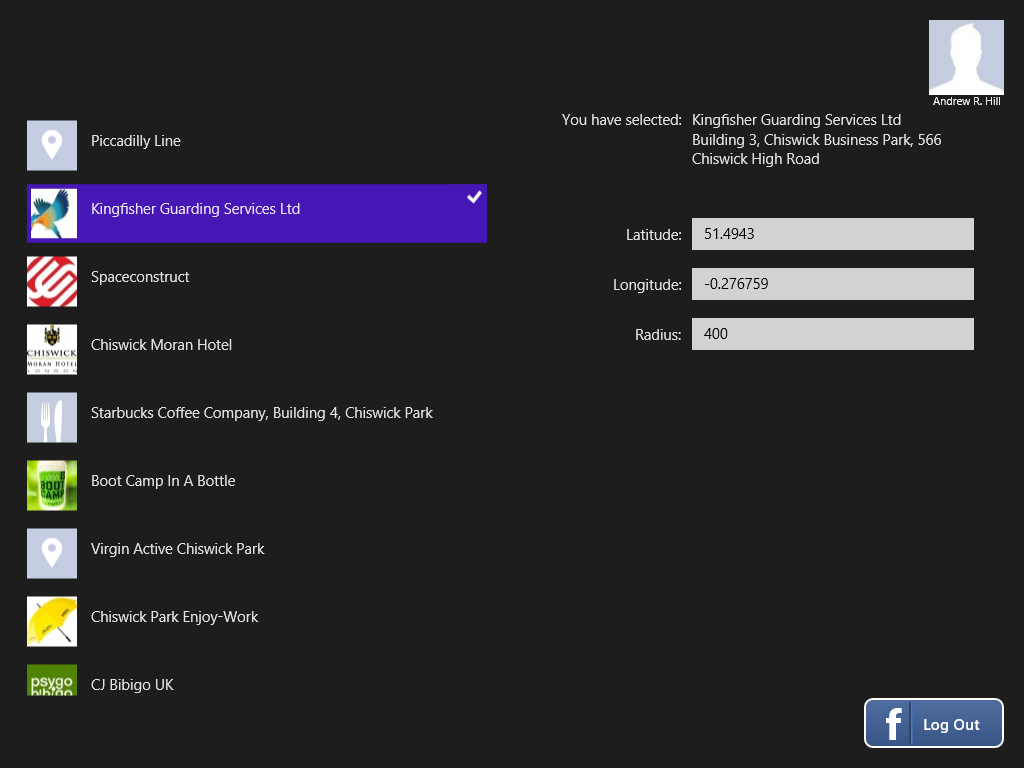 Andrew R. Hill
You have selected: Kingfisher Guarding Services Ltd
Building 3, Chiswick Business Park, 566
Chiswick High Road
Latitude: 51.4943
Longitude: -0.276759
Radius: 400
Piccadilly Line
Kingfisher Guarding Services Ltd
Spaceconstruct
CHISWICK
MORAN HOTEL
LONDON
Chiswick Moran Hotel
Starbucks Coffee Company, Building 4, Chiswick Park
BOOT
CAMP
Boot Camp In A Bottle
Virgin Active Chiswick Park
Chiswick Park Enjoy-Work
psygo
bibigo
CJ Bibigo UK
f Log Out